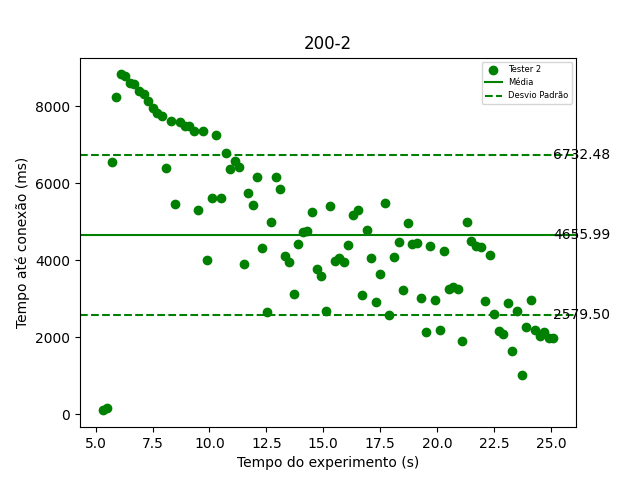 200-2
Tester 2
Média
Desvio Padrão
8000
6000
4000
2000
0
Tempo até conexão (ms)
6732.48
4655.99
2579.50
5.0 7.5 10.0 12.5 15.0 17.5 20.0 22.5 25.0
Tempo do experimento (s)